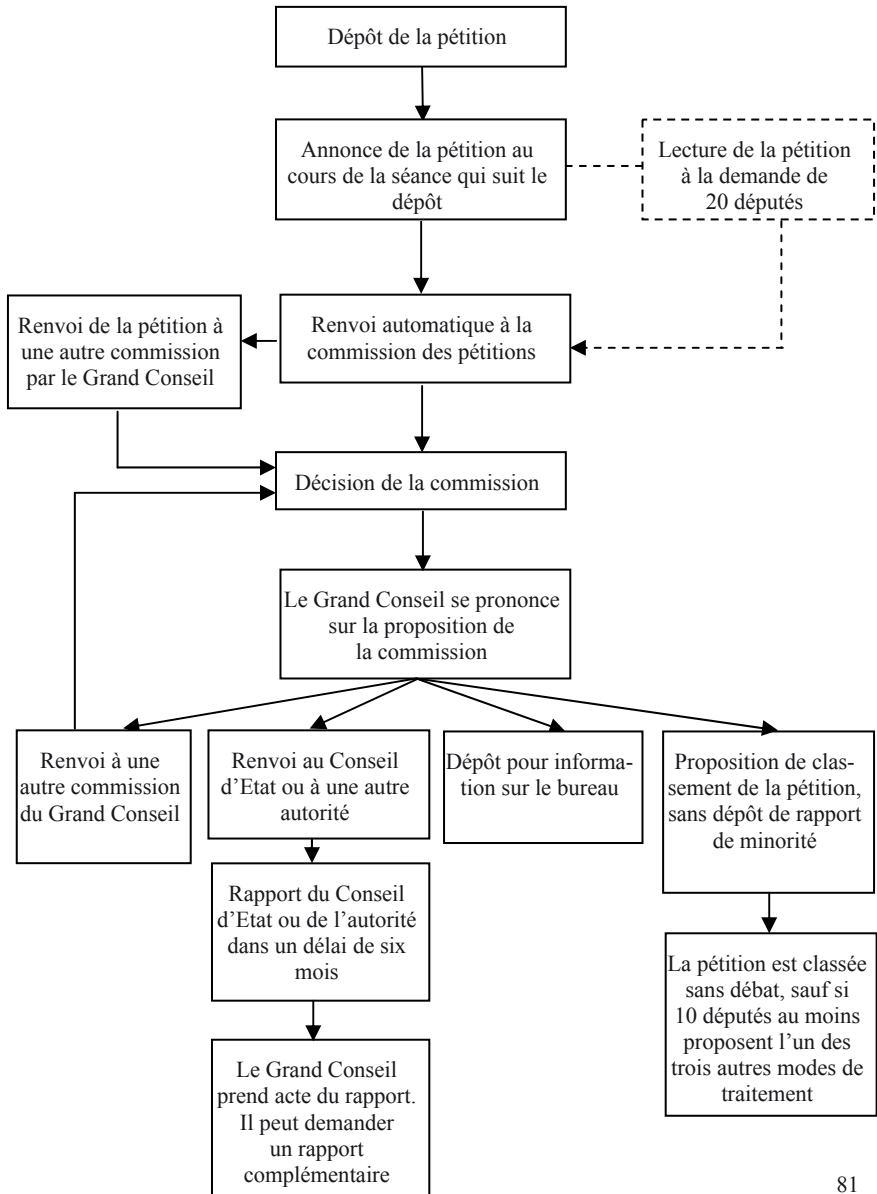 Dépôt de la pétition
Annonce de la pétition au
cours de la séance qui suit le
dépôt
Lecture de la pétition
à la demande de
20 députés
Renvoi de la pétition à
une autre commission
par le Grand Conseil
Renvoi automatique à la
commission des pétitions
Décision de la commission
Le Grand Conseil se prononce
sur la proposition de
la commission
Renvoi à une
autre commission
du Grand Conseil
Renvoi au Conseil
d'Etat ou à une autre
autorité
Dépôt pour informa-
tion sur le bureau
Proposition de clas-
sement de la pétition,
sans dépôt de rapport
de minorité
Rapport du Conseil
d'Etat ou de l’autorité
dans un délai de six
mois
La pétition est classée
sans débat, sauf si
10 députés au moins
proposent l’un des
trois autres modes de
traitement
Le Grand Conseil
prend acte du rapport.
Il peut demander
un rapport
complémentaire
81